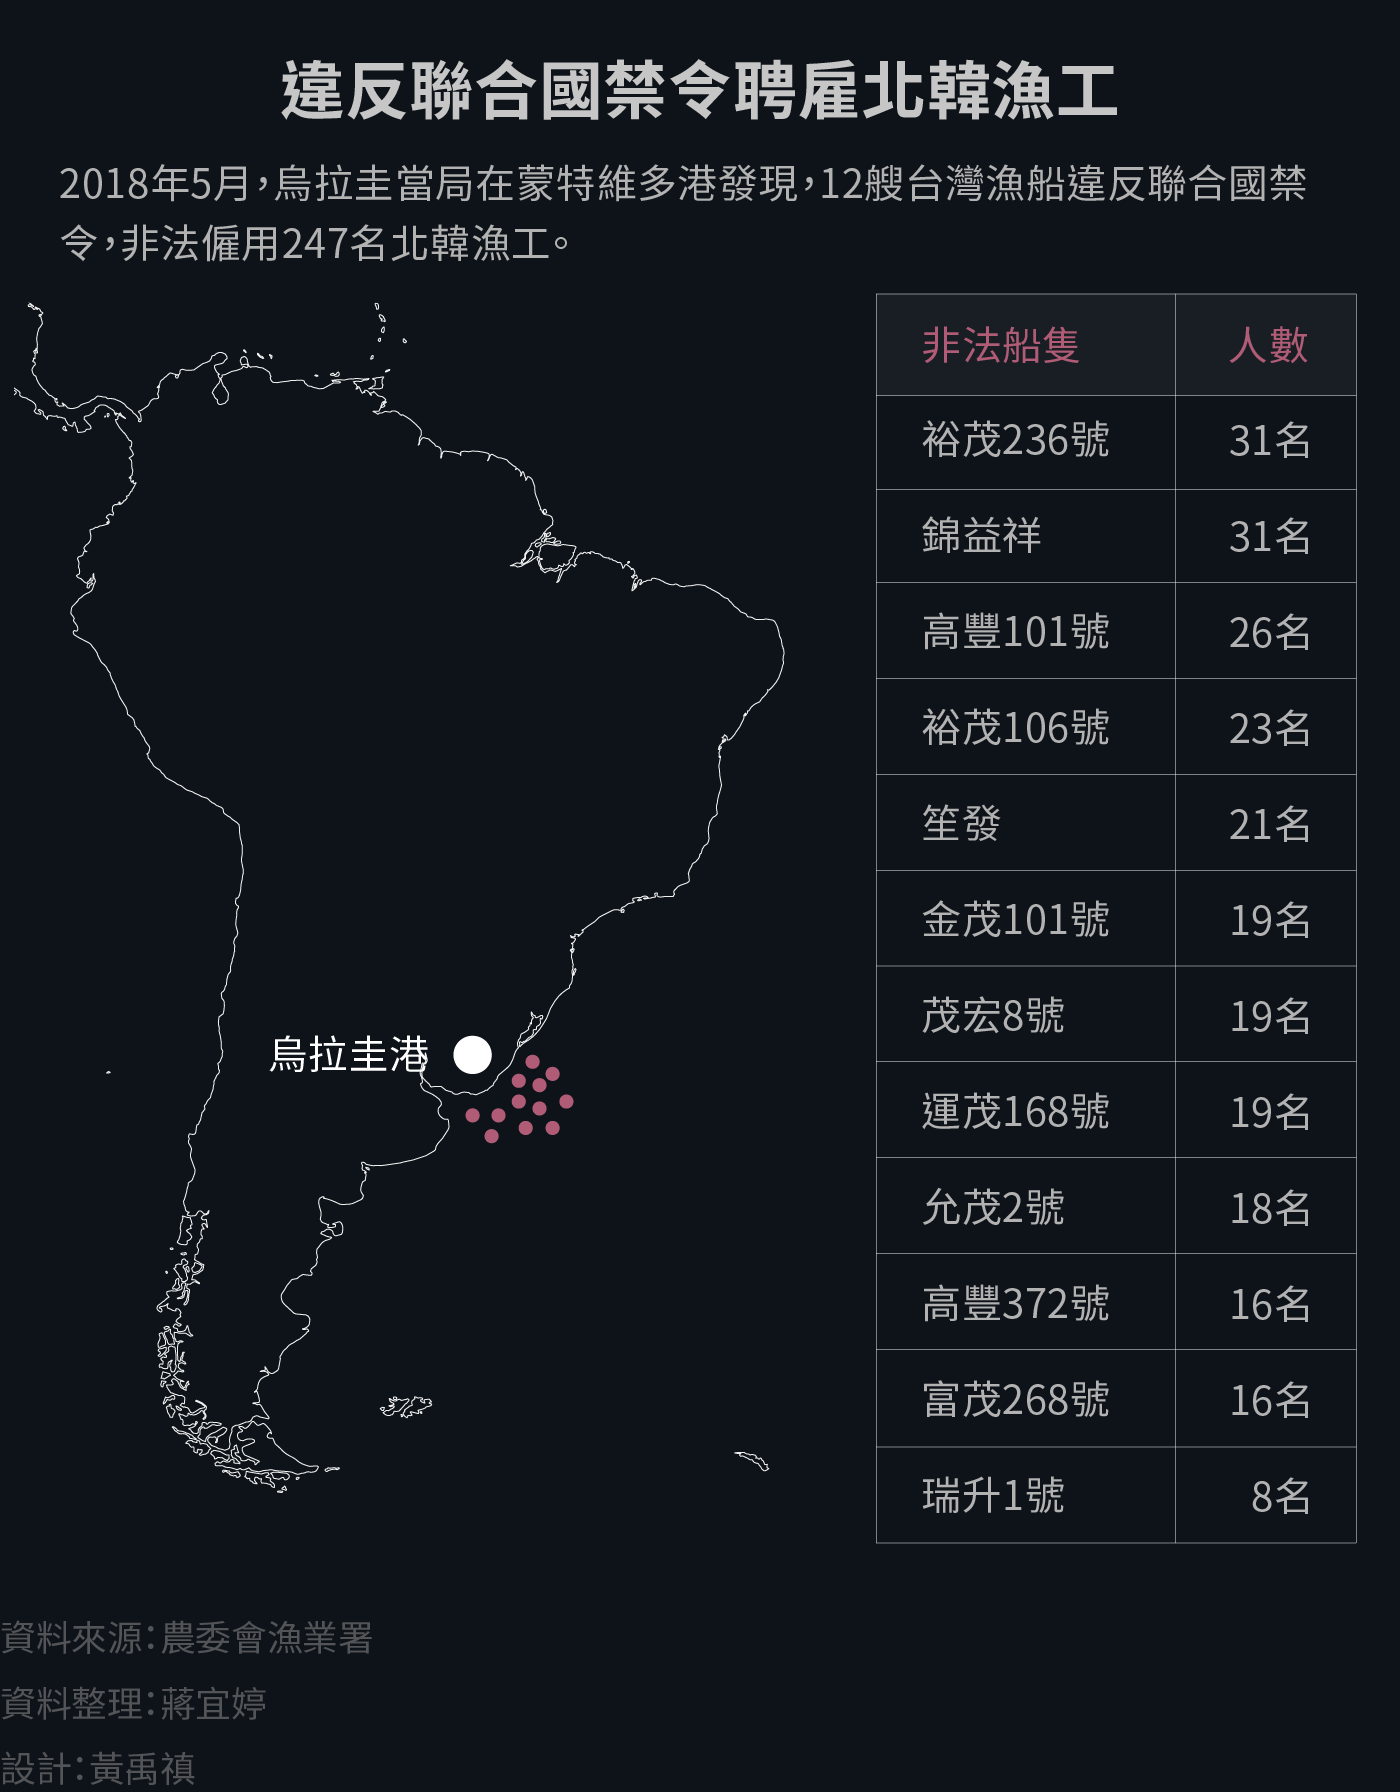 違反聯合國禁令聘雇北韓漁工
2018年5月，烏拉圭當局在蒙特維多港發現，12艘台灣漁船違反聯合國禁
令，非法僱用247名北韓漁工。
非法船隻 人數
裕茂236號 31名
錦益祥 31名
高豐101號 26名
裕茂106號 23名
笙發 21名
金茂101號 19名
茂宏8號 19名
運茂168號 19名
允茂2號 18名
高豐372號 16名
富茂268號 16名
瑞升1號 8名
烏拉圭港
資料來源：農委會漁業署
資料整理：蔣宜婷
設計：黃禹禛